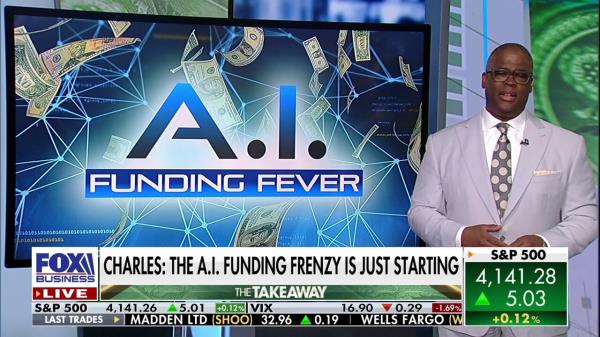 A.I.
FUNDING FEVER
CHARLES: THE A.I. FUNDING FRENZY IS JUST STARTING
FOX
BUSINESS
LIVE
THE TAKEAWAY
S&P 500
4,141.28
5.03
+0.12%
S&P 500 4,141.26 5.01 +0.12% VIX 16.90 -0.29 -1.69%
LAST TRADES MADDEN LTD (SHOO) 32.96 0.19 WELLS FARGO (W